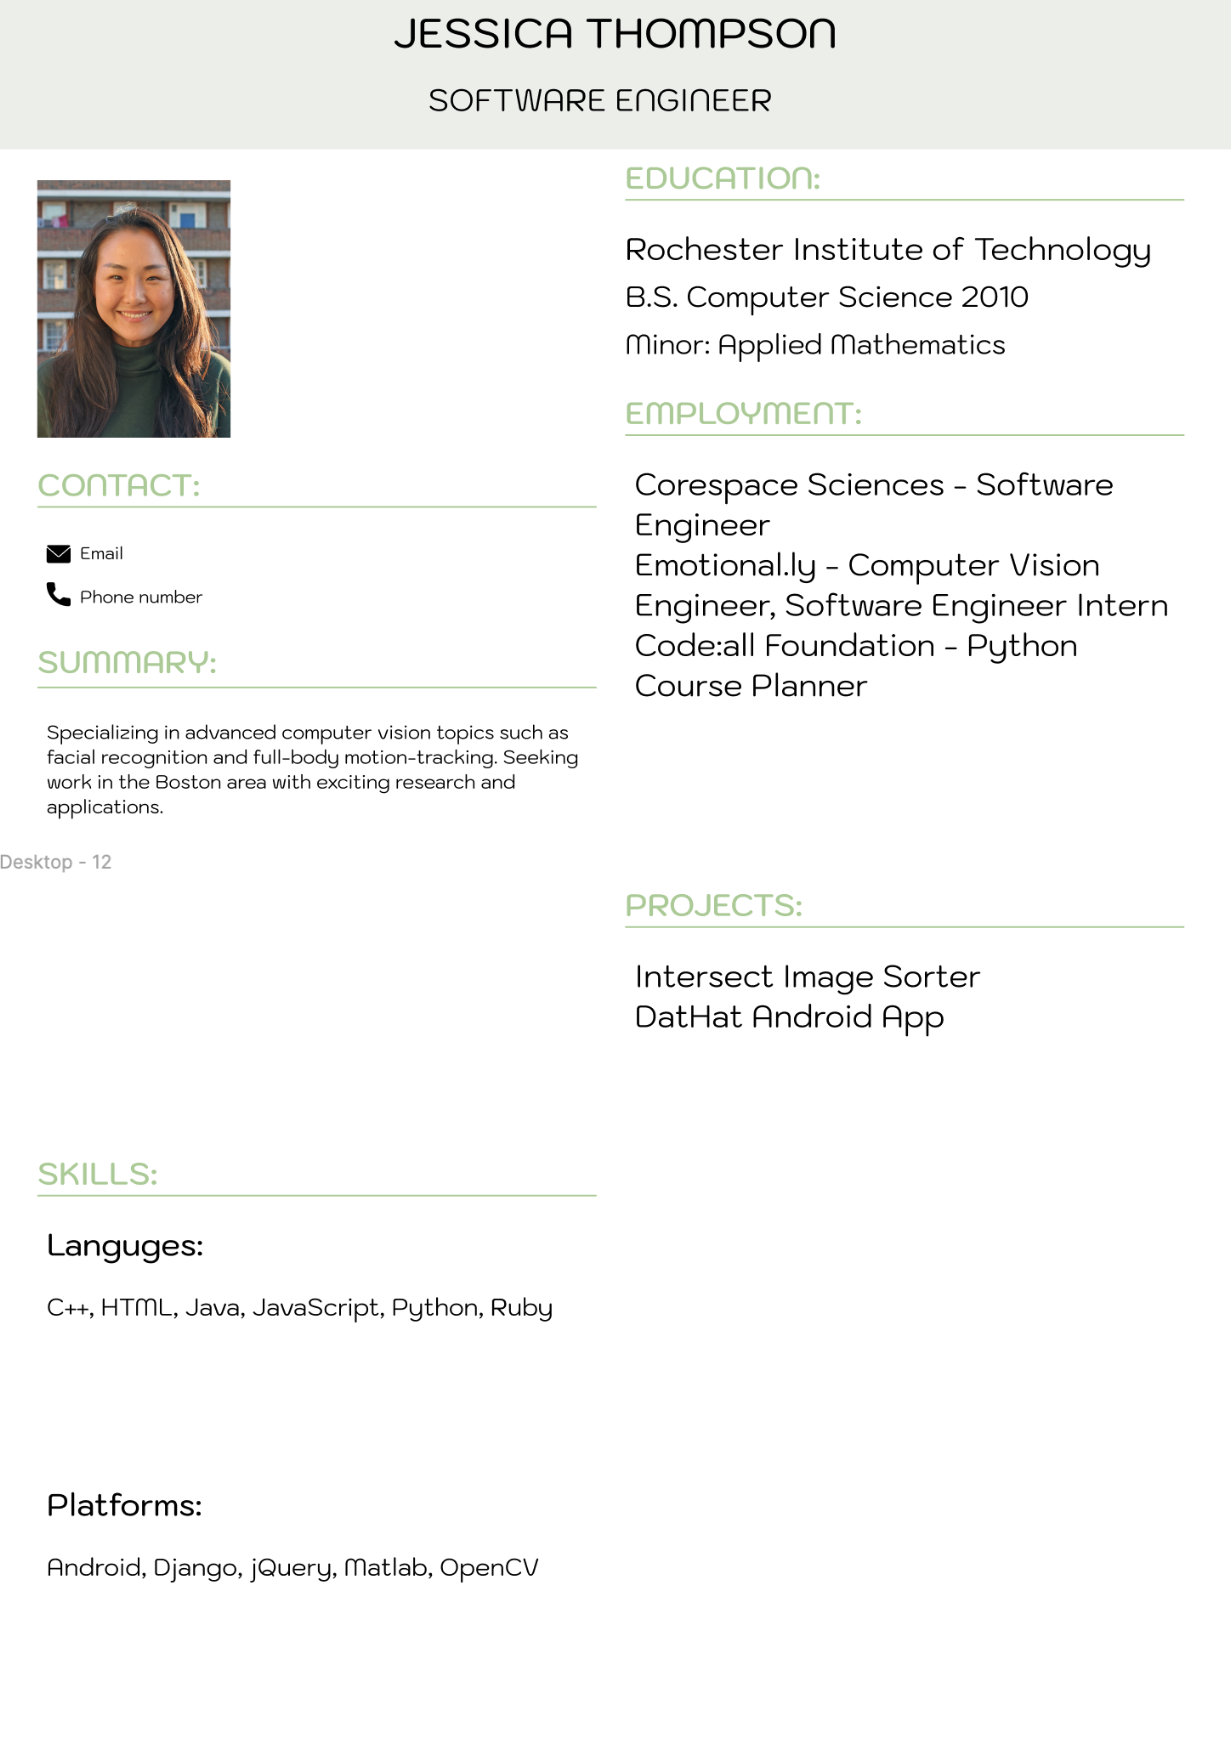 JESSICA THOMPSON
SOFTWARE ENGINEER
CONTACT:
Email
Phone number
SUMMARY:
Specializing in advanced computer vision topics such as
facial recognition and full-body motion-tracking. Seeking
work in the Boston area with exciting research and
applications.
Desktop - 12
SKILLS:
Languges:
C++, HTML, Java, JavaScript, Python, Ruby
Platforms:
Android, Django, jQuery, Matlab, OpenCV
EDUCATION:
Rochester Institute of Technology
B.S. Computer Science 2010
Minor: Applied Mathematics
EMPLOYMENT:
Corespace Sciences - Software
Engineer
Emotional.ly - Computer Vision
Engineer, Software Engineer Intern
Code:all Foundation - Python
Course Planner
PROJECTS:
Intersect Image Sorter
DatHat Android App